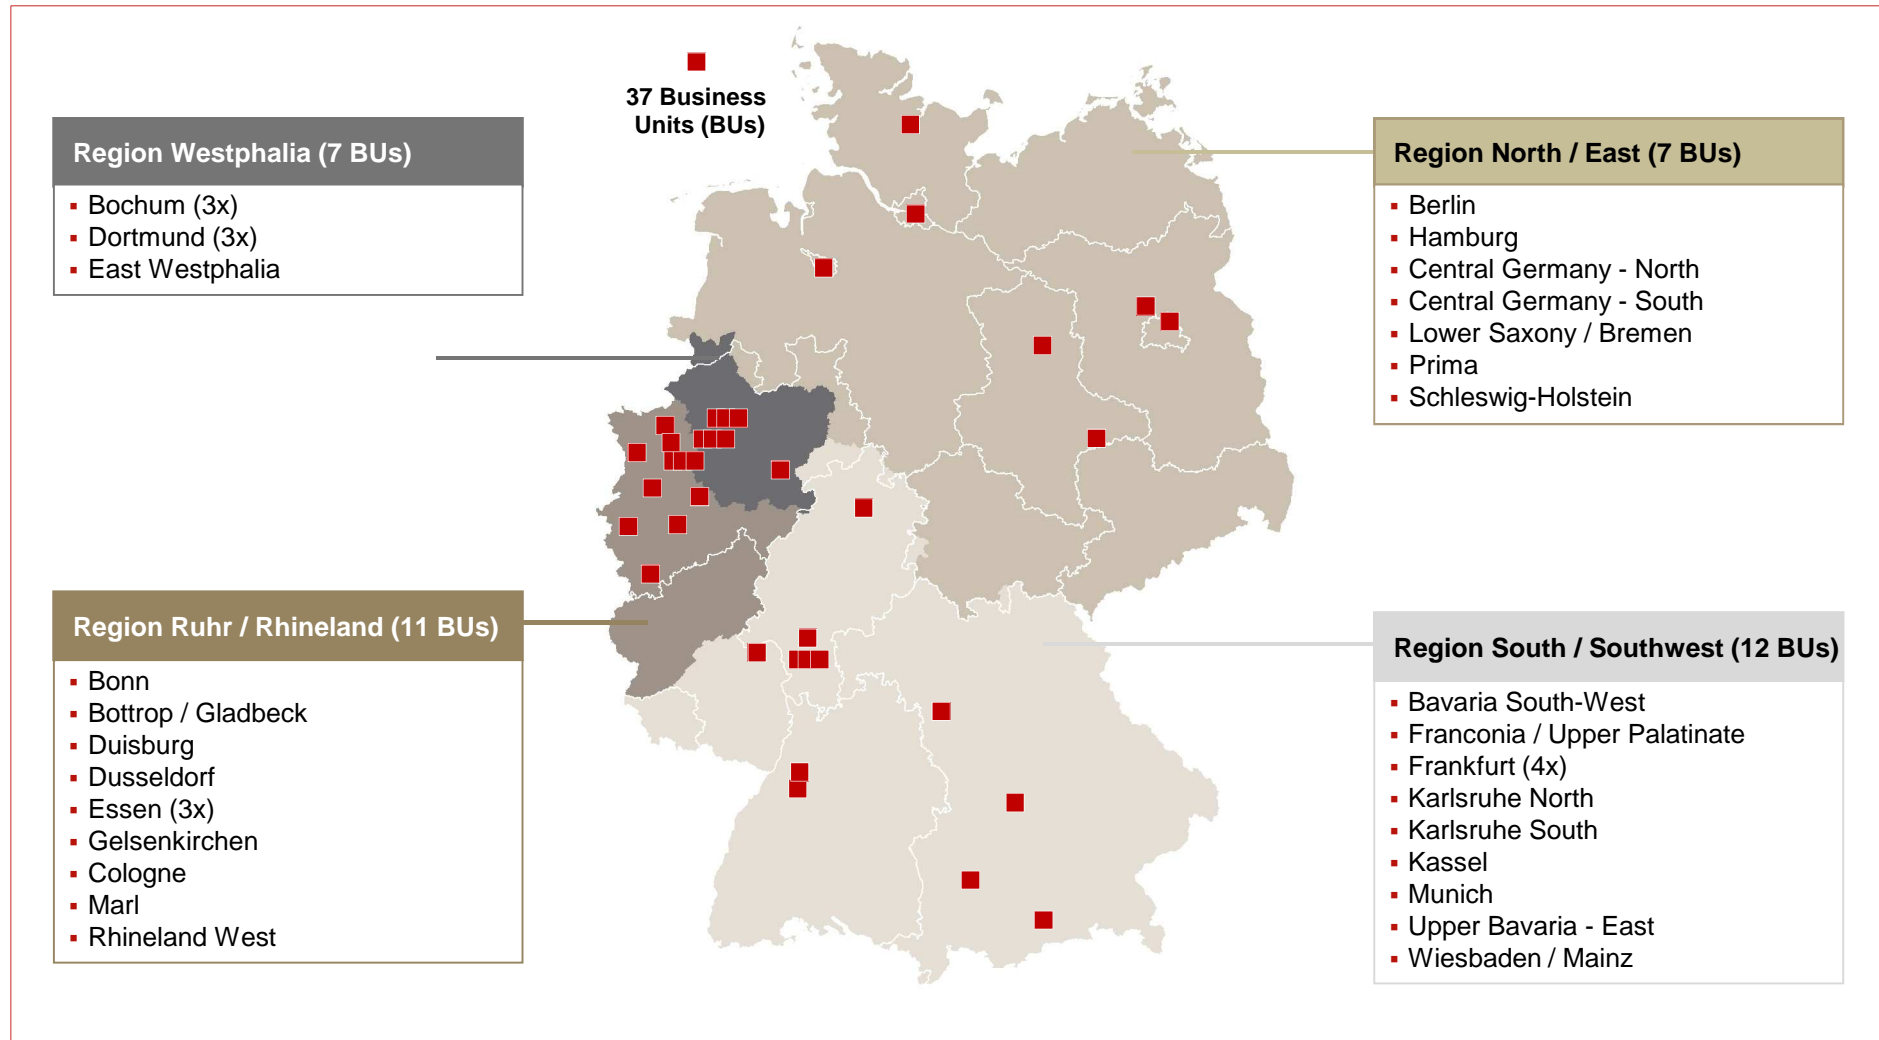 37 Business
Units (BUs)
Region Westphalia (7 BUs)
Bochum (3x)
Dortmund (3x)
East Westphalia
Region North / East (7 BUs)
Berlin
Hamburg
Central Germany - North
Central Germany - South
Lower Saxony / Bremen
Prima
Schleswig-Holstein
Region Ruhr / Rhineland (11 BUs)
Bonn
Bottrop / Gladbeck
Duisburg
Dusseldorf
Essen (3x)
Gelsenkirchen
Cologne
Marl
Rhineland West
Region South / Southwest (12 BUs)
Bavaria South-West
Franconia / Upper Palatinate
Frankfurt (4x)
Karlsruhe North
Karlsruhe South
Kassel
Munich
Upper Bavaria - East
Wiesbaden / Mainz